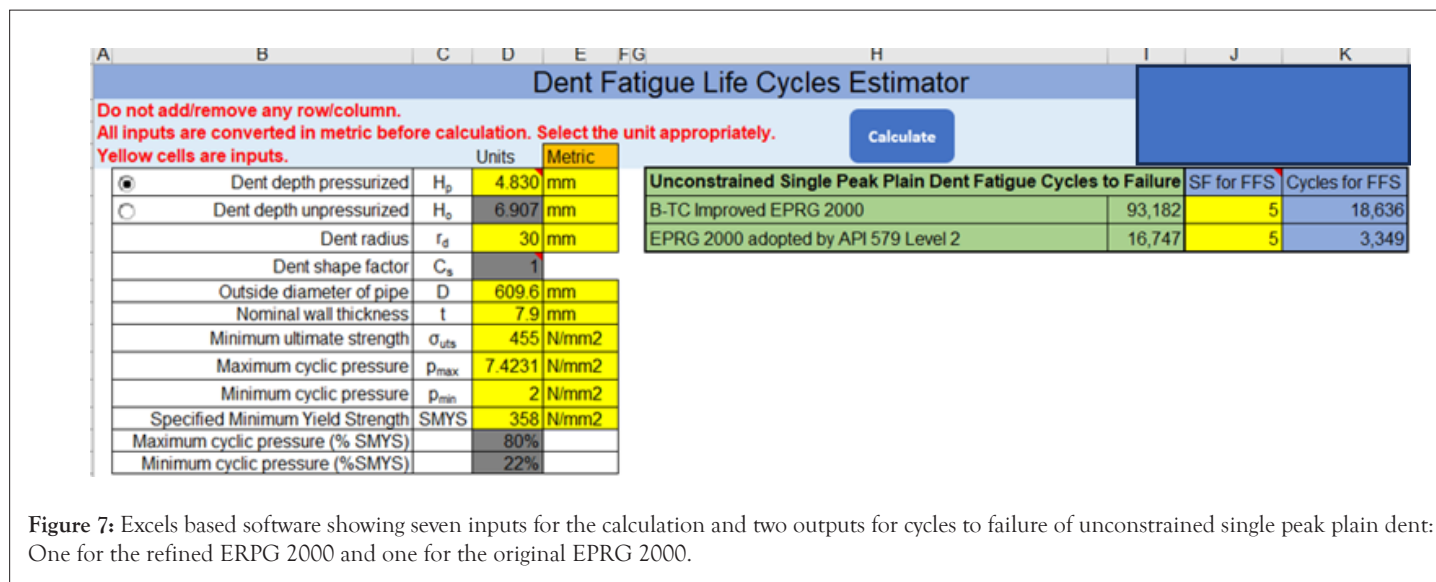 A B C D E F G H I J K
Dent Fatigue Life Cycles Estimator
Do not add/remove any row/column.
All inputs are converted in metric before calculation. Select the unit appropriately.
Yellow cells are inputs. Units Metric
Calculate
Dent depth pressurized Hp 4.830 mm
Dent depth unpressurized Ho 6.907 mm
Dent radius rd 30 mm
Dent shape factor Cs 1
Outside diameter of pipe D 609.6 mm
Nominal wall thickness t 7.9 mm
Minimum ultimate strength σuts 455 N/mm2
Maximum cyclic pressure pmax 7.4231 N/mm2
Minimum cyclic pressure pmin 2 N/mm2
Specified Minimum Yield Strength SMYS 358 N/mm2
Maximum cyclic pressure (% SMYS) 80%
Minimum cyclic pressure (%SMYS) 22%
Unconstrained Single Peak Plain Dent Fatigue Cycles to Failure SF for FFS Cycles for FFS
B-TC Improved EPRG 2000 93,182 5 18,636
EPRG 2000 adopted by API 579 Level 2 16,747 5 3,349
Figure 7: Excels based software showing seven inputs for the calculation and two outputs for cycles to failure of unconstrained single peak plain dent:
One for the refined ERPG 2000 and one for the original EPRG 2000.